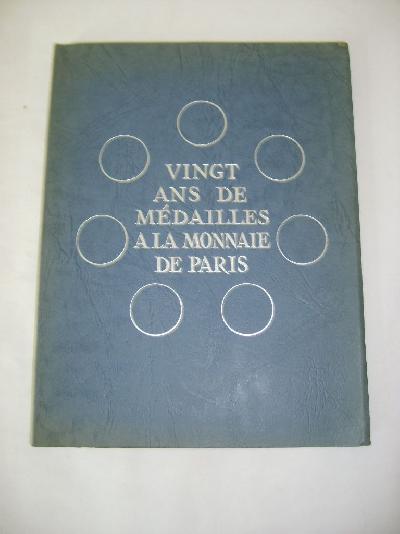 VINGT
ANS DE
MÉDAILLES
A LA MONNAIE
DE PARIS